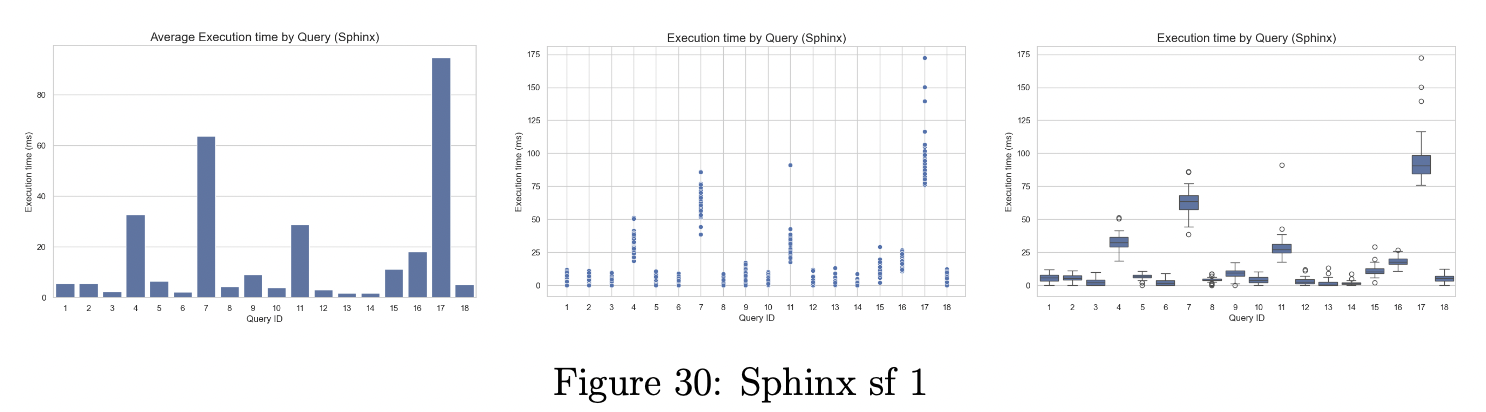 Average Execution time by Query (Sphinx)
Execution time (ms)
80
60
40
20
0
1 2 3 4 5 6 7 8 9 10 11 12 13 14 15 16 17 18
Query ID
Execution time by Query (Sphinx)
Execution time (ms)
175
150
125
100
75
50
25
0
1 2 3 4 5 6 7 8 9 10 11 12 13 14 15 16 17 18
Query ID
Execution time by Query (Sphinx)
Execution time (ms)
175
150
125
100
75
50
25
0
1 2 3 4 5 6 7 8 9 10 11 12 13 14 15 16 17 18
Query ID
Figure 30: Sphinx sf 1